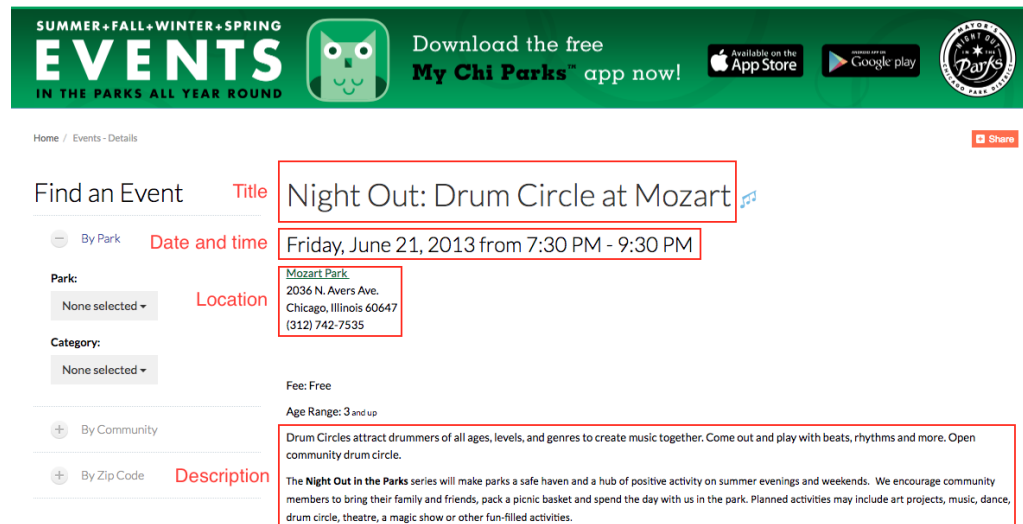 SUMMER+FALL+WINTER+SPRING
EVENTS
IN THE PARKS ALL YEAR ROUND
Download the free
My Chi Parks™ app now!
Available on the
App Store
Google play
MAYOR'S
NIGHT OUT
IN THE
Parks
CHICAGO PARK DISTRICT
Home / Events - Details
Share
Find an Event
Title
Night Out: Drum Circle at Mozart
By Park
Date and time
Friday, June 21, 2013 from 7:30 PM - 9:30 PM
Park:
None selected
Location
Mozart Park
2036 N. Avers Ave.
Chicago, Illinois 60647
(312) 742-7535
Category:
None selected
Fee: Free
Age Range: 3 and up
By Community
By Zip Code
Description
Drum Circles attract drummers of all ages, levels, and genres to create music together. Come out and play with beats, rhythms and more. Open
community drum circle.
The Night Out in the Parks series will make parks a safe haven and a hub of positive activity on summer evenings and weekends. We encourage community
members to bring their family and friends, pack a picnic basket and spend the day with us in the park. Planned activities may include art projects, music, dance,
drum circle, theatre, a magic show or other fun-filled activities.